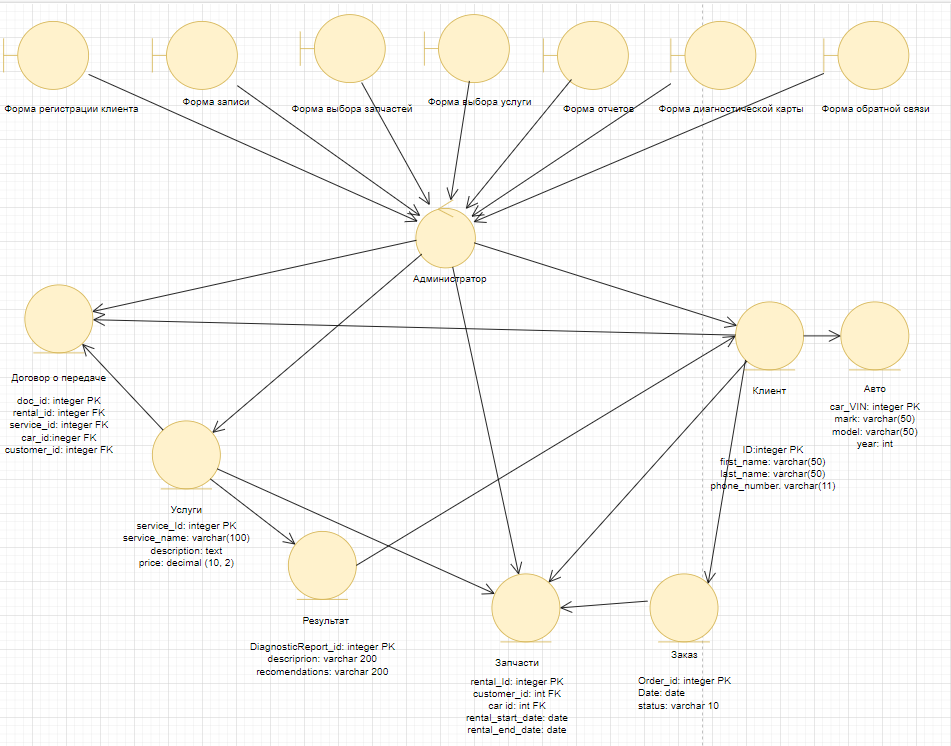 Форма регистрации клиента
Форма записи
Форма выбора запчастей
Форма выбора услуги
Форма отчетов
Форма диагностической карты
Форма обратной связи
Администратор
Договор о передаче
doc_id: integer PK
rental_id: integer FK
service_id: integer FK
car_id:ineger FK
customer_id: integer FK
Клиент
ID:integer PK
first_name: varchar(50)
last_name: varchar(50)
phone_number. varchar(11)
Авто
car_VIN: integer PK
mark: varchar(50)
model: varchar(50)
year: int
Услуги
service_Id: integer PK
service_name: varchar(100)
description: text
price: decimal (10, 2)
Результат
DiagnosticReport_id: integer PK
descriprion: varchar 200
recomendations: varchar 200
Запчасти
rental_Id: integer PK
customer_id: int FK
car id: int FK
rental_start_date: date
rental_end_date: date
Заказ
Order_id: integer PK
Date: date
status: varchar 10